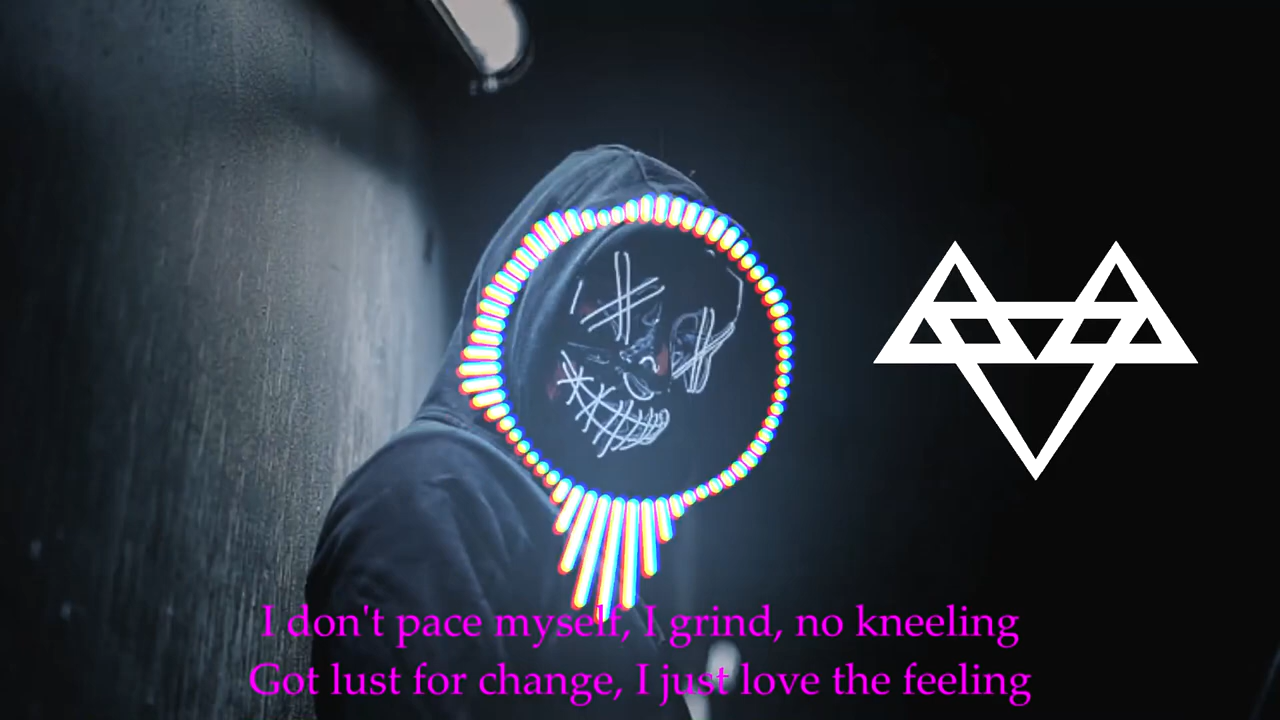 I don't pace myself, I grind, no kneeling
Got lust for change, I just love the feeling